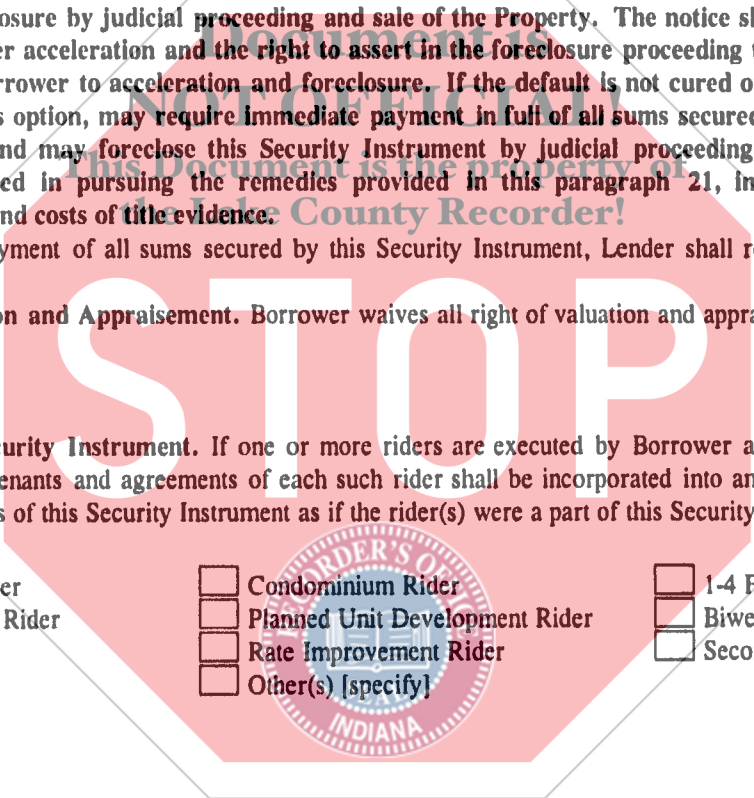 osure by judicial proceeding and sale of the Property. The notice
er acceleration and the right to assert in the foreclosure proceeding
rrower to acceleration and foreclosure. If the default is not cured
s option, may require immediate payment in full of all sums secured
nd may foreclose this Security Instrument by judicial proceeding.
ed in pursuing the remedies provided in this paragraph 21,
nd costs of title evidence.
yment of all sums secured by this Security Instrument, Lender shall
on and Appraisement. Borrower waives all right of valuation and appra
curity Instrument. If one or more riders are executed by Borrower
enants and agreements of each such rider shall be incorporated into
s of this Security Instrument as if the rider(s) were a part of this Security
er
Rider
Condominium Rider
Planned Unit Development Rider
Rate Improvement Rider
Other(s) [specify]
1-4 F
Biwe
Seco
Document is
NOT OFFICIAL!
This Document is the property of
the Lake County Recorder!
STOP
RECORDER'S OFFICE
SEAL
INDIANA